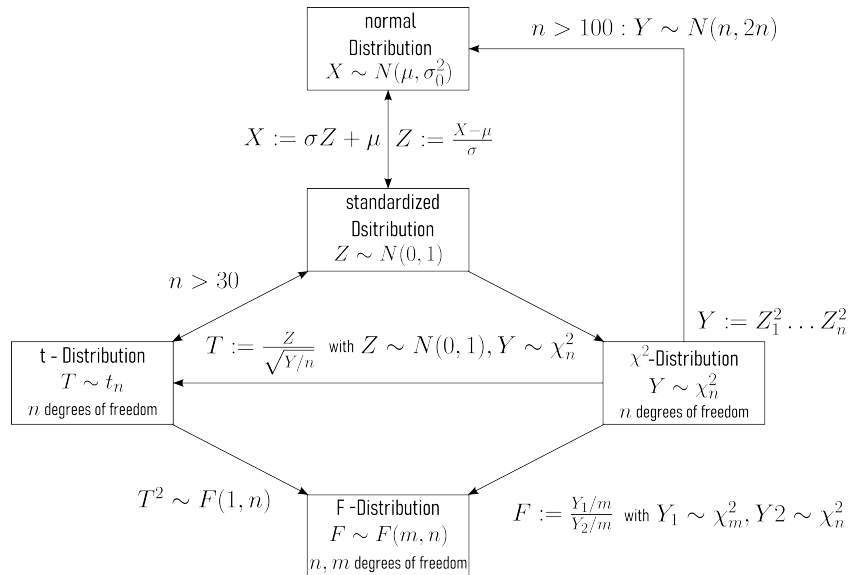 normal
Distribution
X ∼ N(μ, σ₀²)
n > 100 : Y ∼ N(n, 2n)
X := σZ + μ
Z := (X−μ)/σ
standardized
Dsitribution
Z ∼ N(0, 1)
n > 30
Y := Z₁² … Zₙ²
T := Z/√(Y/n) with Z ∼ N(0, 1), Y ∼ χₙ²
t - Distribution
T ∼ tₙ
n degrees of freedom
χ²-Distribution
Y ∼ χₙ²
n degrees of freedom
T² ∼ F(1, n)
F -Distribution
F ∼ F(m, n)
n, m degrees of freedom
F := (Y₁/m)/(Y₂/m) with Y₁ ∼ χₘ², Y2 ∼ χₙ²